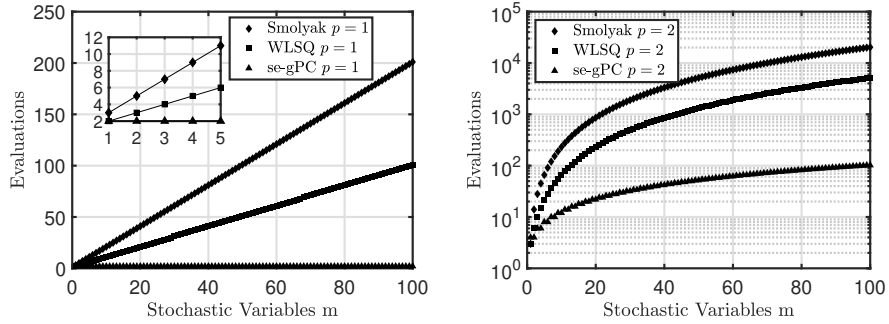 250
200
150
100
50
0
Evaluations
Smolyak p = 1
WLSQ p = 1
se-gPC p = 1
12
10
8
6
4
2
1 2 3 4 5
0 20 40 60 80 100
Stochastic Variables m
10^5
10^4
10^3
10^2
10^1
10^0
Evaluations
Smolyak p = 2
WLSQ p = 2
se-gPC p = 2
0 20 40 60 80 100
Stochastic Variables m